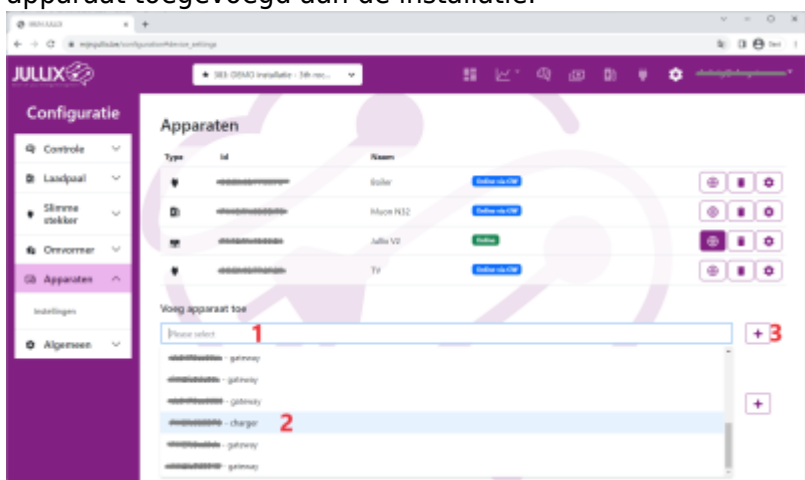 apparaat toegevoegd aan de installatie.
JULLUX
★ 383: DEMO installatie - 3th roc...
Configuratie
Controle
Laadpaal
Slimme stekker
Omvormer
Apparaten
Instellingen
Algemeen
Apparaten
Type Id Naam
Boiler Online via GW
Muon N32 Online via GW
Jullie V2 Online
TV Online via GW
Voeg apparaat toe
Please select 1
+ 3
- gateway
- gateway
- gateway
+
- charger 2
- gateway
- gateway